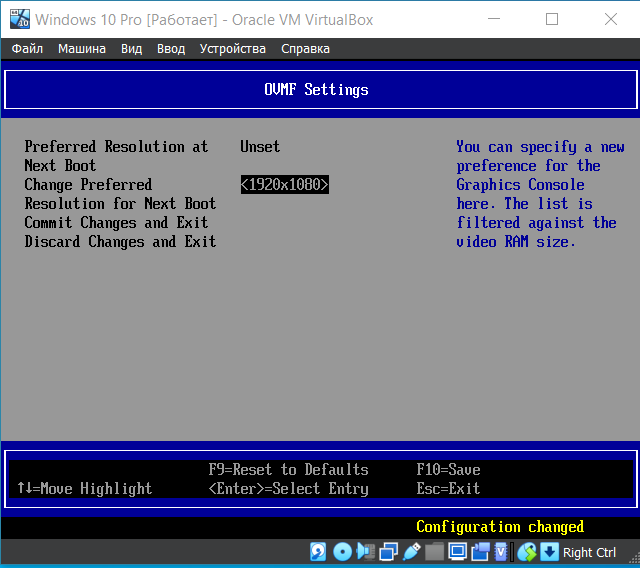 Windows 10 Pro [Работает] - Oracle VM VirtualBox
Файл Машина Вид Ввод Устройства Справка
OVMF Settings
Preferred Resolution at Unset You can specify a new
Next Boot preference for the
Change Preferred <1920x1080> Graphics Console
Resolution for Next Boot here. The list is
Commit Changes and Exit filtered against the
Discard Changes and Exit video RAM size.
F9=Reset to Defaults F10=Save
↑↓=Move Highlight <Enter>=Select Entry Esc=Exit
Configuration changed
Right Ctrl